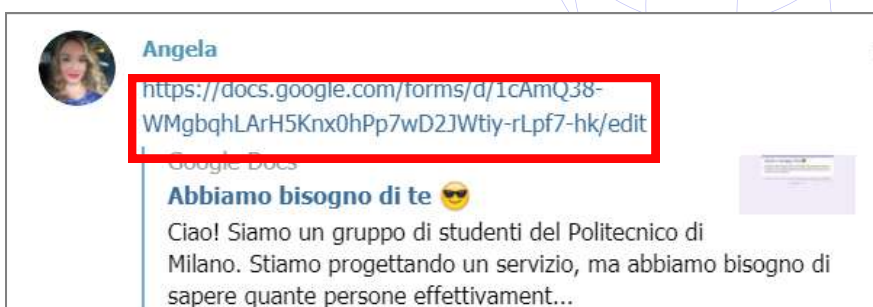 Angela
https://docs.google.com/forms/d/1cAmQ38-
WMgbqhLArH5Knx0hPp7wD2JWtiy-rLpf7-hk/edit
Google Docs
Abbiamo bisogno di te 😎
Ciao! Siamo un gruppo di studenti del Politecnico di
Milano. Stiamo progettando un servizio, ma abbiamo bisogno di
sapere quante persone effettivament...